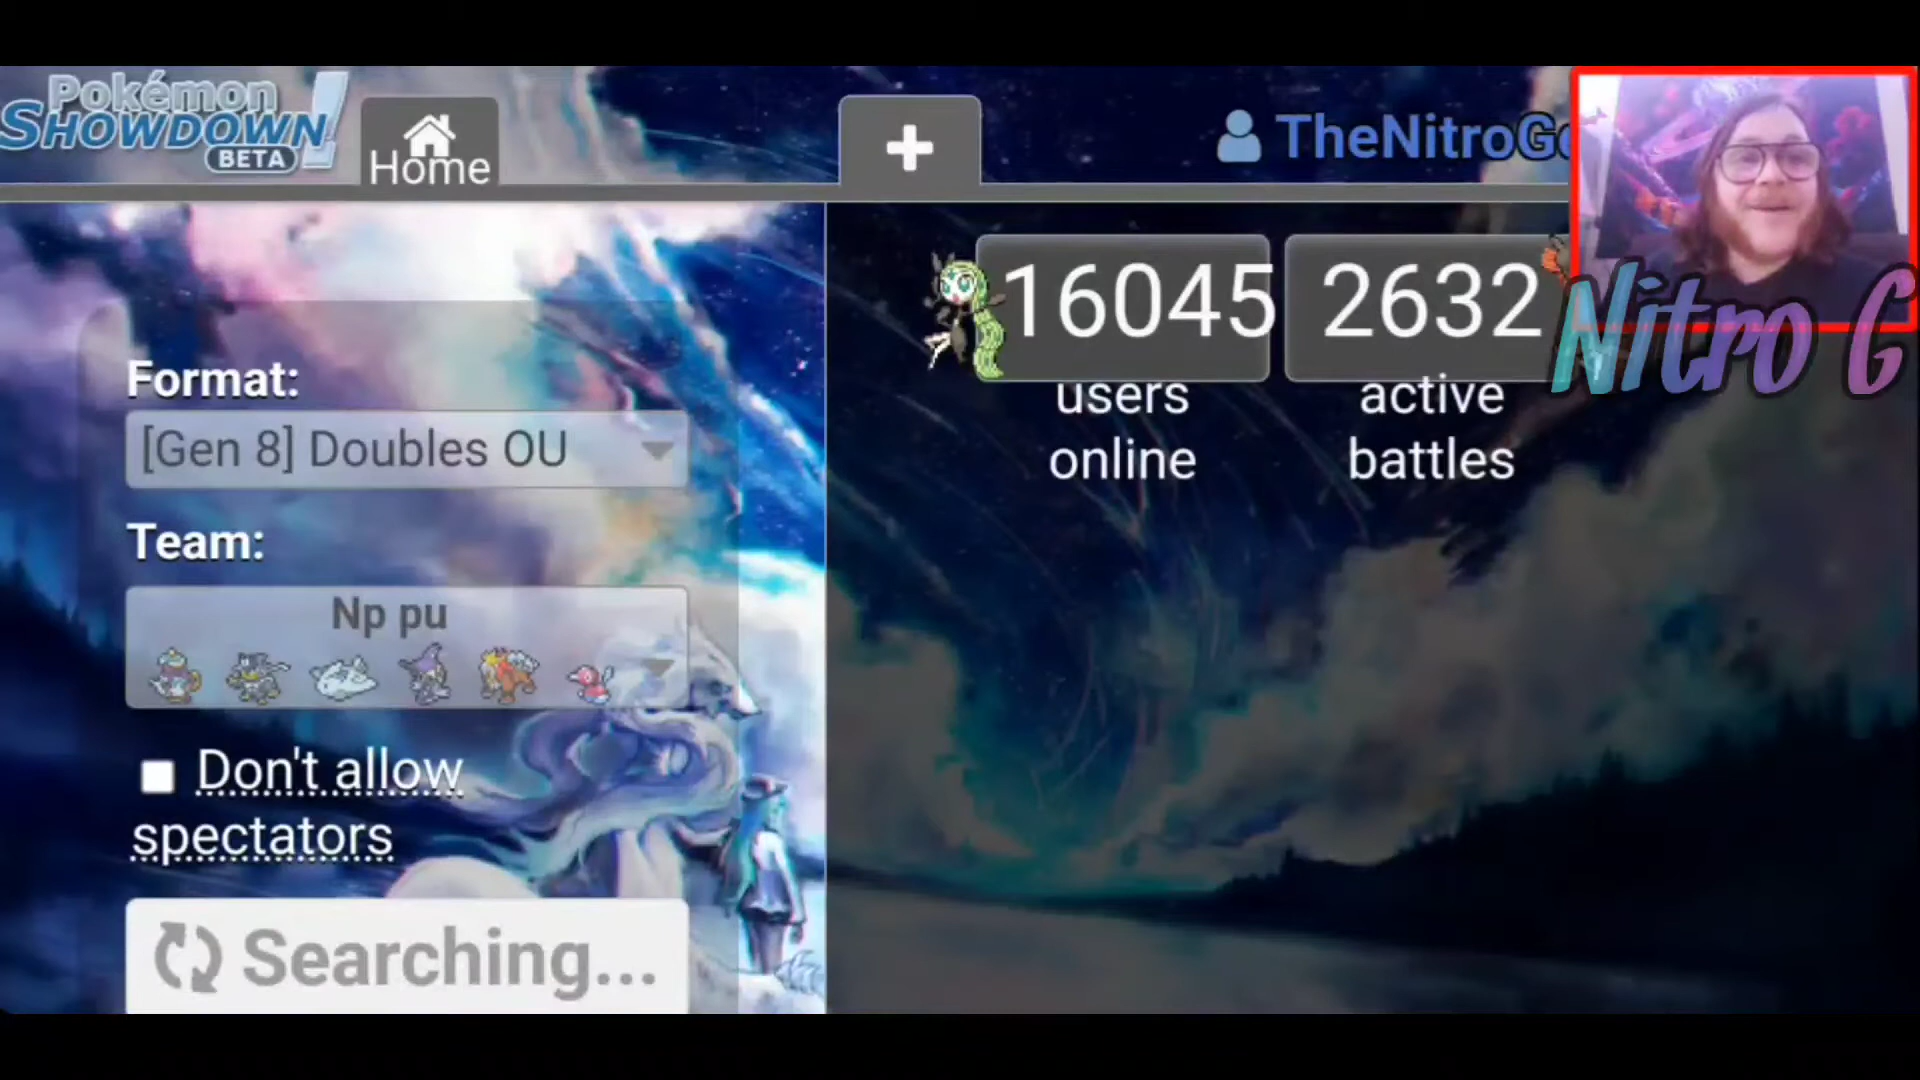 Pokémon
SHOWDOWN!
BETA
Home
+
TheNitroG
16045
users
online
2632
active
battles
Nitro G
Format:
[Gen 8] Doubles OU
Team:
Np pu
Don't allow
spectators
Searching...